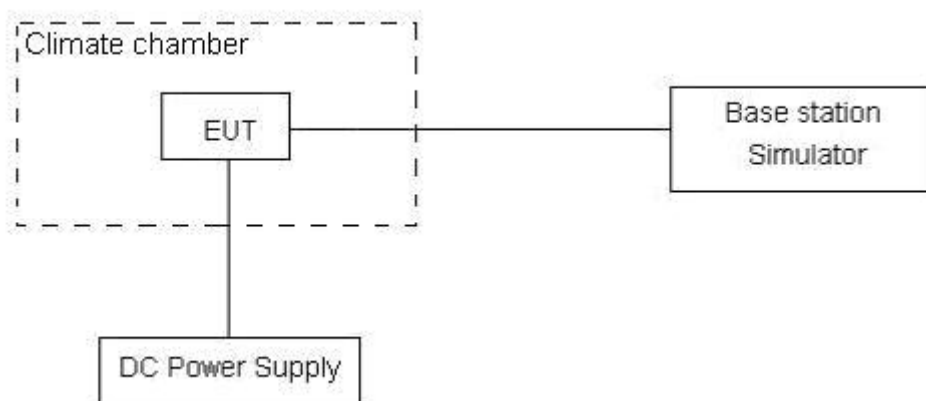 Climate chamber
EUT
Base station
Simulator
DC Power Supply